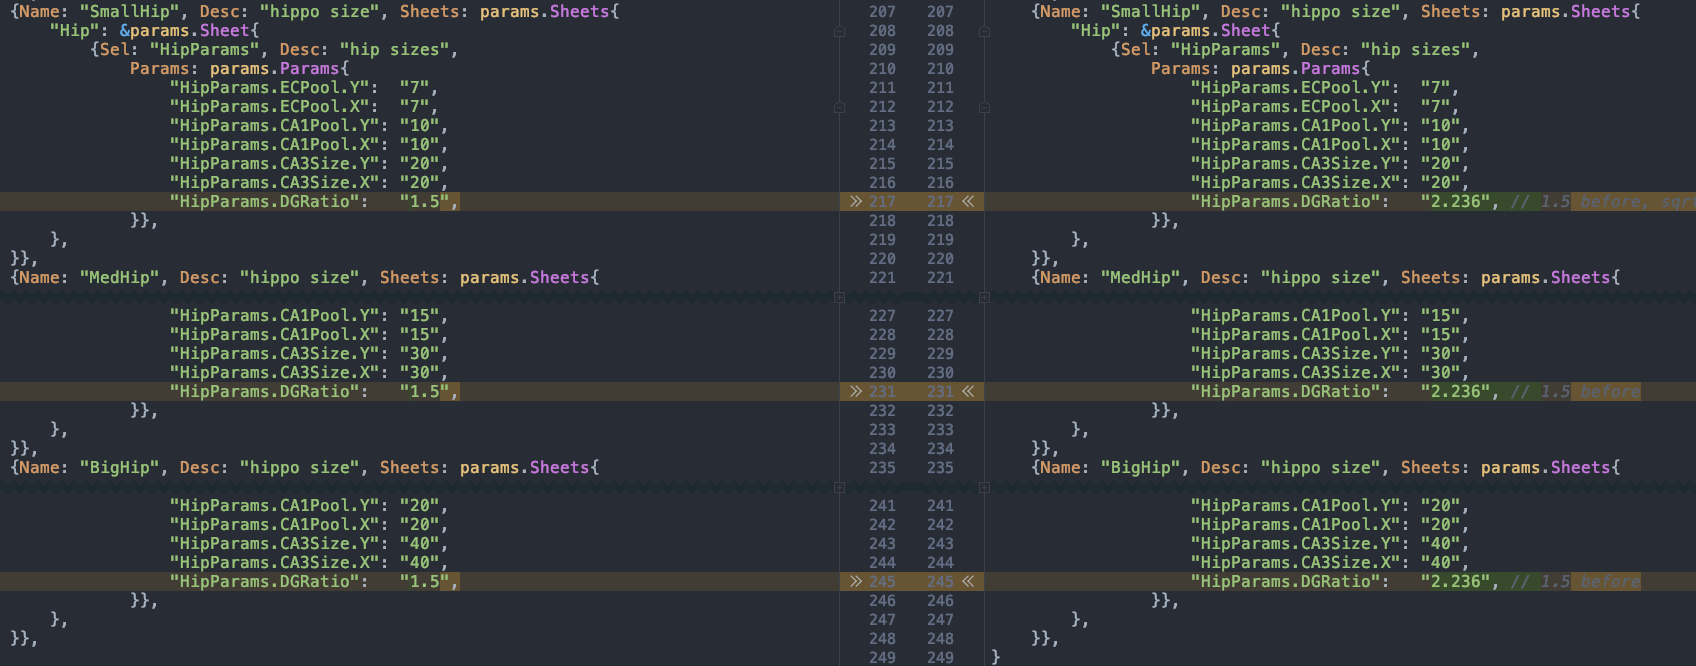 {Name: "SmallHip", Desc: "hippo size", Sheets: params.Sheets{ 207 207 {Name: "SmallHip", Desc: "hippo size", Sheets: params.Sheets{
"Hip": &params.Sheet{ 208 208 "Hip": &params.Sheet{
{Sel: "HipParams", Desc: "hip sizes", 209 209 {Sel: "HipParams", Desc: "hip sizes",
Params: params.Params{ 210 210 Params: params.Params{
"HipParams.ECPool.Y": "7", 211 211 "HipParams.ECPool.Y": "7",
"HipParams.ECPool.X": "7", 212 212 "HipParams.ECPool.X": "7",
"HipParams.CA1Pool.Y": "10", 213 213 "HipParams.CA1Pool.Y": "10",
"HipParams.CA1Pool.X": "10", 214 214 "HipParams.CA1Pool.X": "10",
"HipParams.CA3Size.Y": "20", 215 215 "HipParams.CA3Size.Y": "20",
"HipParams.CA3Size.X": "20", 216 216 "HipParams.CA3Size.X": "20",
"HipParams.DGRatio": "1.5", >> 217 217 << "HipParams.DGRatio": "2.236", // 1.5 before, sqrt
}}, 218 218 }},
}, 219 219 },
}}, 220 220 }},
{Name: "MedHip", Desc: "hippo size", Sheets: params.Sheets{ 221 221 {Name: "MedHip", Desc: "hippo size", Sheets: params.Sheets{
"HipParams.CA1Pool.Y": "15", 227 227 "HipParams.CA1Pool.Y": "15",
"HipParams.CA1Pool.X": "15", 228 228 "HipParams.CA1Pool.X": "15",
"HipParams.CA3Size.Y": "30", 229 229 "HipParams.CA3Size.Y": "30",
"HipParams.CA3Size.X": "30", 230 230 "HipParams.CA3Size.X": "30",
"HipParams.DGRatio": "1.5", >> 231 231 << "HipParams.DGRatio": "2.236", // 1.5 before
}}, 232 232 }},
}, 233 233 },
}}, 234 234 }},
{Name: "BigHip", Desc: "hippo size", Sheets: params.Sheets{ 235 235 {Name: "BigHip", Desc: "hippo size", Sheets: params.Sheets{
"HipParams.CA1Pool.Y": "20", 241 241 "HipParams.CA1Pool.Y": "20",
"HipParams.CA1Pool.X": "20", 242 242 "HipParams.CA1Pool.X": "20",
"HipParams.CA3Size.Y": "40", 243 243 "HipParams.CA3Size.Y": "40",
"HipParams.CA3Size.X": "40", 244 244 "HipParams.CA3Size.X": "40",
"HipParams.DGRatio": "1.5", >> 245 245 << "HipParams.DGRatio": "2.236", // 1.5 before
}}, 246 246 }},
}, 247 247 },
}}, 248 248 }},
249 249 }